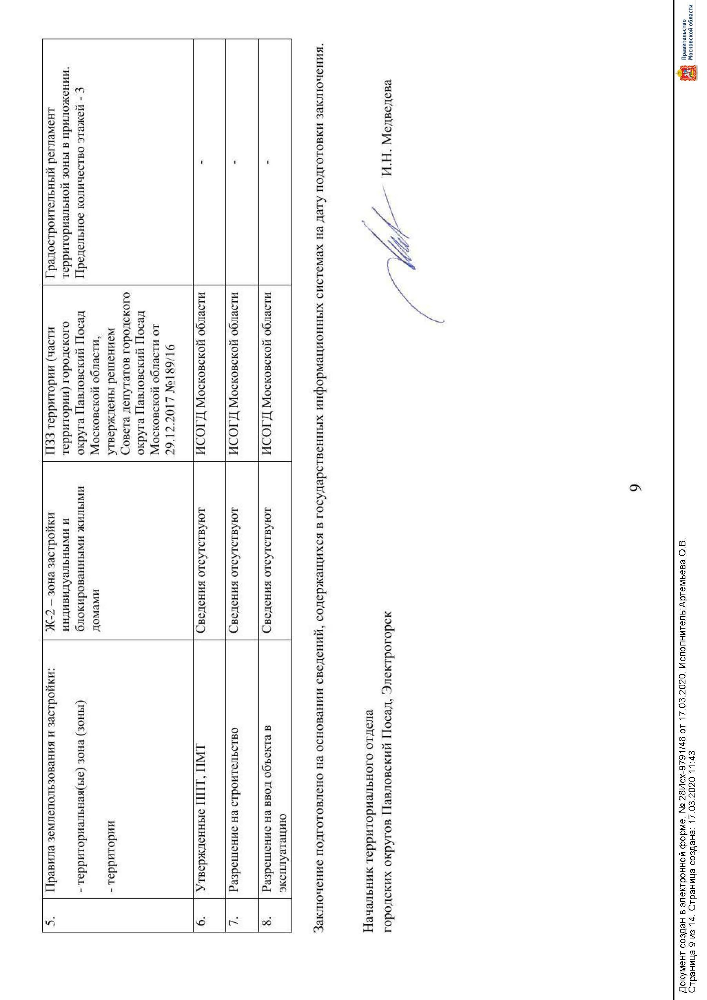 5.
Правила землепользования и застройки:
- территориальная(ые) зона (зоны)
- территории
Ж-2 – зона застройки
индивидуальными и
блокированными жилыми
домами
ПЗЗ территории (части
территории) городского
округа Павловский Посад
Московской области,
утверждены решением
Совета депутатов городского
округа Павловский Посад
Московской области от
29.12.2017 №189/16
Градостроительный регламент
территориальной зоны в приложении.
Предельное количество этажей - 3
6.
Утвержденные ППТ, ПМТ
Сведения отсутствуют
ИСОГД Московской области
-
7.
Разрешение на строительство
Сведения отсутствуют
ИСОГД Московской области
-
8.
Разрешение на ввод объекта в
эксплуатацию
Сведения отсутствуют
ИСОГД Московской области
-
Заключение подготовлено на основании сведений, содержащихся в государственных информационных системах на дату подготовки заключения.
Начальник территориального отдела
городских округов Павловский Посад, Электрогорск
И.Н. Медведева
9
Документ создан в электронной форме. № 28Исх-9791/48 от 17.03.2020. Исполнитель:Артемьева О.В.
Страница 9 из 14. Страница создана: 17.03.2020 11:43
Правительство
Московской области